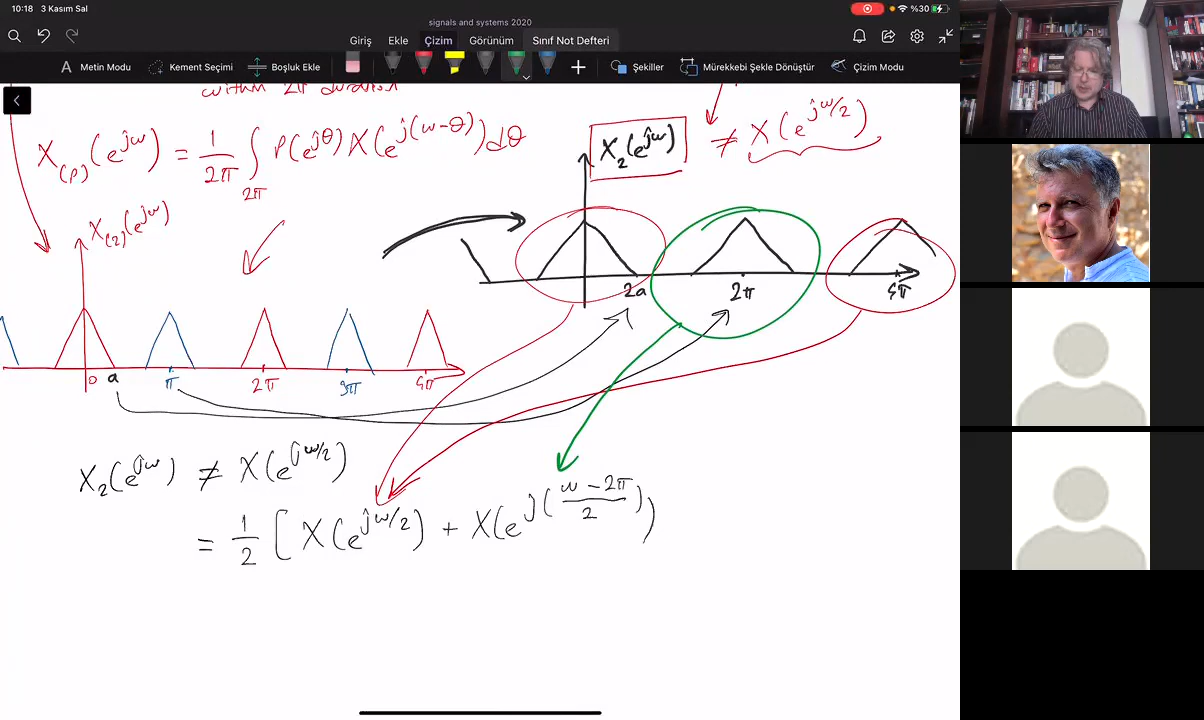 10:18 3 Kasım Sal
%30
signals and systems 2020
Giriş Ekle Çizim Görünüm Sınıf Not Defteri
Metin Modu Kement Seçimi Boşluk Ekle Şekiller Mürekkebi Şekle Dönüştür Çizim Modu
within 2π duration
X₍ₚ₎(e^{jω}) = 1/2π ∫_{2π} P(e^{jθ}) X(e^{j(ω-θ)}) dθ
X₂(e^{jω}) ≠ X(e^{jω/2})
X₍₂₎(e^{jω})
2a 2π 4π
0 a π 2π 3π 4π
X₂(e^{jω}) ≠ X(e^{jω/2})
= 1/2 [ X(e^{jω/2}) + X(e^{j(ω-2π/2)})